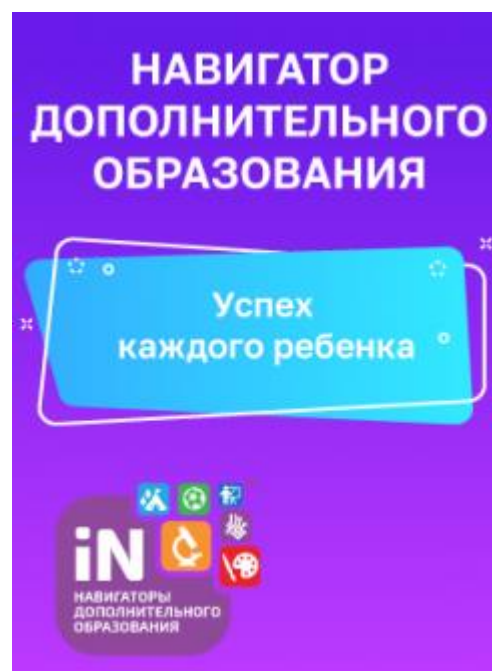 НАВИГАТОР
ДОПОЛНИТЕЛЬНОГО
ОБРАЗОВАНИЯ
Успех
каждого ребенка
iN
НАВИГАТОРЫ
ДОПОЛНИТЕЛЬНОГО
ОБРАЗОВАНИЯ